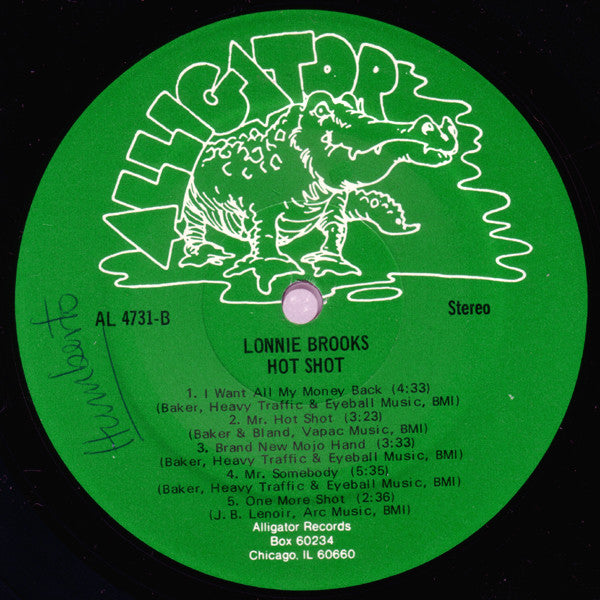 ALLIGATOR
AL 4731-B
Stereo
Humberto
LONNIE BROOKS
HOT SHOT
1. I Want All My Money Back (4:33)
(Baker, Heavy Traffic & Eyeball Music, BMI)
2. Mr. Hot Shot (3:23)
(Baker & Bland, Vapac Music, BMI)
3. Brand New Mojo Hand (3:33)
(Baker, Heavy Traffic & Eyeball Music, BMI)
4. Mr. Somebody (5:35)
(Baker, Heavy Traffic & Eyeball Music, BMI)
5. One More Shot (2:36)
(J. B. Lenoir, Arc Music, BMI)
Alligator Records
Box 60234
Chicago, IL 60660